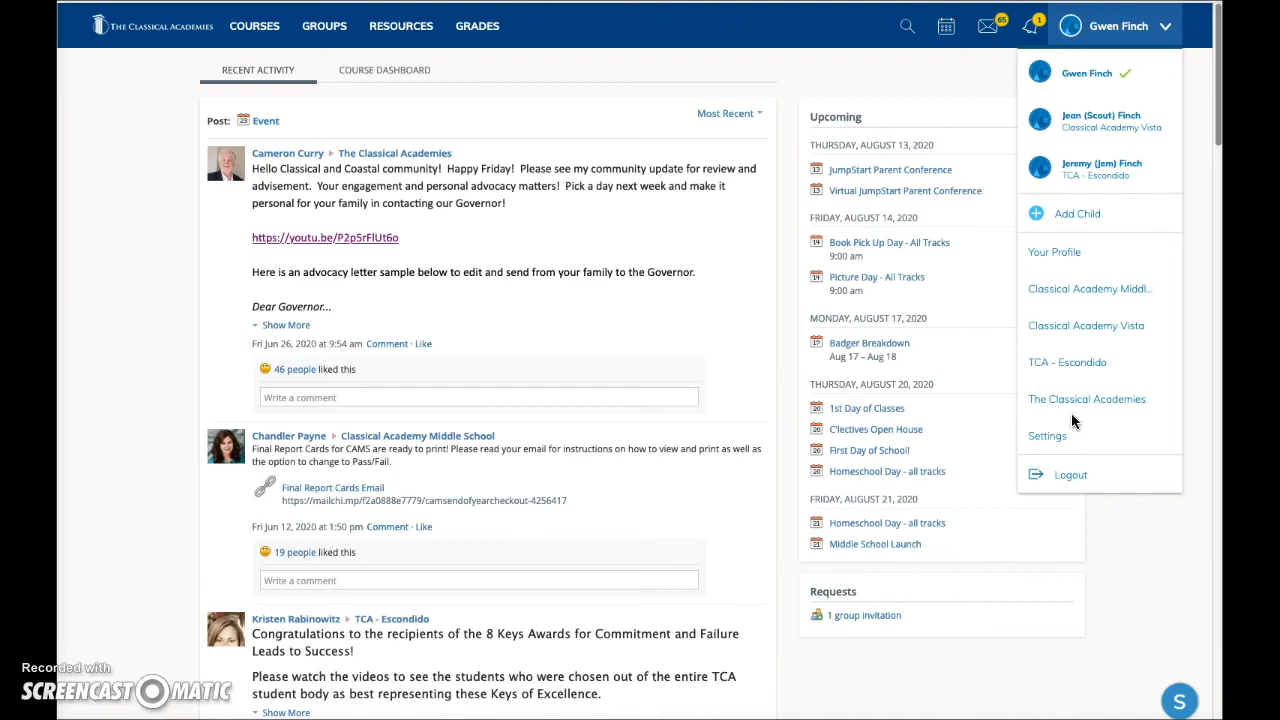 THE CLASSICAL ACADEMIES
COURSES
GROUPS
RESOURCES
GRADES
65
1
Gwen Finch
RECENT ACTIVITY
COURSE DASHBOARD
Post:
23
Event
Most Recent
Cameron Curry
The Classical Academies
Hello Classical and Coastal community! Happy Friday! Please see my community update for review and
advisement. Your engagement and personal advocacy matters! Pick a day next week and make it
personal for your family in contacting our Governor!
https://youtu.be/P2p5rFlUt6o
Here is an advocacy letter sample below to edit and send from your family to the Governor.
Dear Governor...
Show More
Fri Jun 26, 2020 at 9:54 am Comment · Like
46 people liked this
Write a comment
Chandler Payne
Classical Academy Middle School
Final Report Cards for CAMS are ready to print! Please read your email for instructions on how to view and print as well as
the option to change to Pass/Fail.
Final Report Cards Email
https://mailchi.mp/f2a0888e7779/camsendofyearcheckout-4256417
Fri Jun 12, 2020 at 1:50 pm Comment · Like
19 people liked this
Write a comment
Kristen Rabinowitz
TCA - Escondido
Congratulations to the recipients of the 8 Keys Awards for Commitment and Failure
Leads to Success!
Please watch the videos to see the students who were chosen out of the entire TCA
student body as best representing these Keys of Excellence.
Show More
Upcoming
THURSDAY, AUGUST 13, 2020
13 JumpStart Parent Conference
13 Virtual JumpStart Parent Conference
FRIDAY, AUGUST 14, 2020
14 Book Pick Up Day - All Tracks
9:00 am
14 Picture Day - All Tracks
9:00 am
MONDAY, AUGUST 17, 2020
17 Badger Breakdown
Aug 17 – Aug 18
THURSDAY, AUGUST 20, 2020
20 1st Day of Classes
20 C'lectives Open House
20 First Day of School!
20 Homeschool Day - all tracks
FRIDAY, AUGUST 21, 2020
21 Homeschool Day - all tracks
21 Middle School Launch
Requests
1 group invitation
Gwen Finch
Jean (Scout) Finch
Classical Academy Vista
Jeremy (Jem) Finch
TCA - Escondido
Add Child
Your Profile
Classical Academy Middl...
Classical Academy Vista
TCA - Escondido
The Classical Academies
Settings
Logout
Recorded with
SCREENCAST-O-MATIC
S